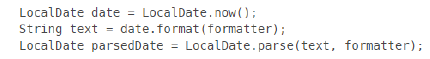 LocalDate date = LocalDate.now();
String text = date.format(formatter);
LocalDate parsedDate = LocalDate.parse(text, formatter);